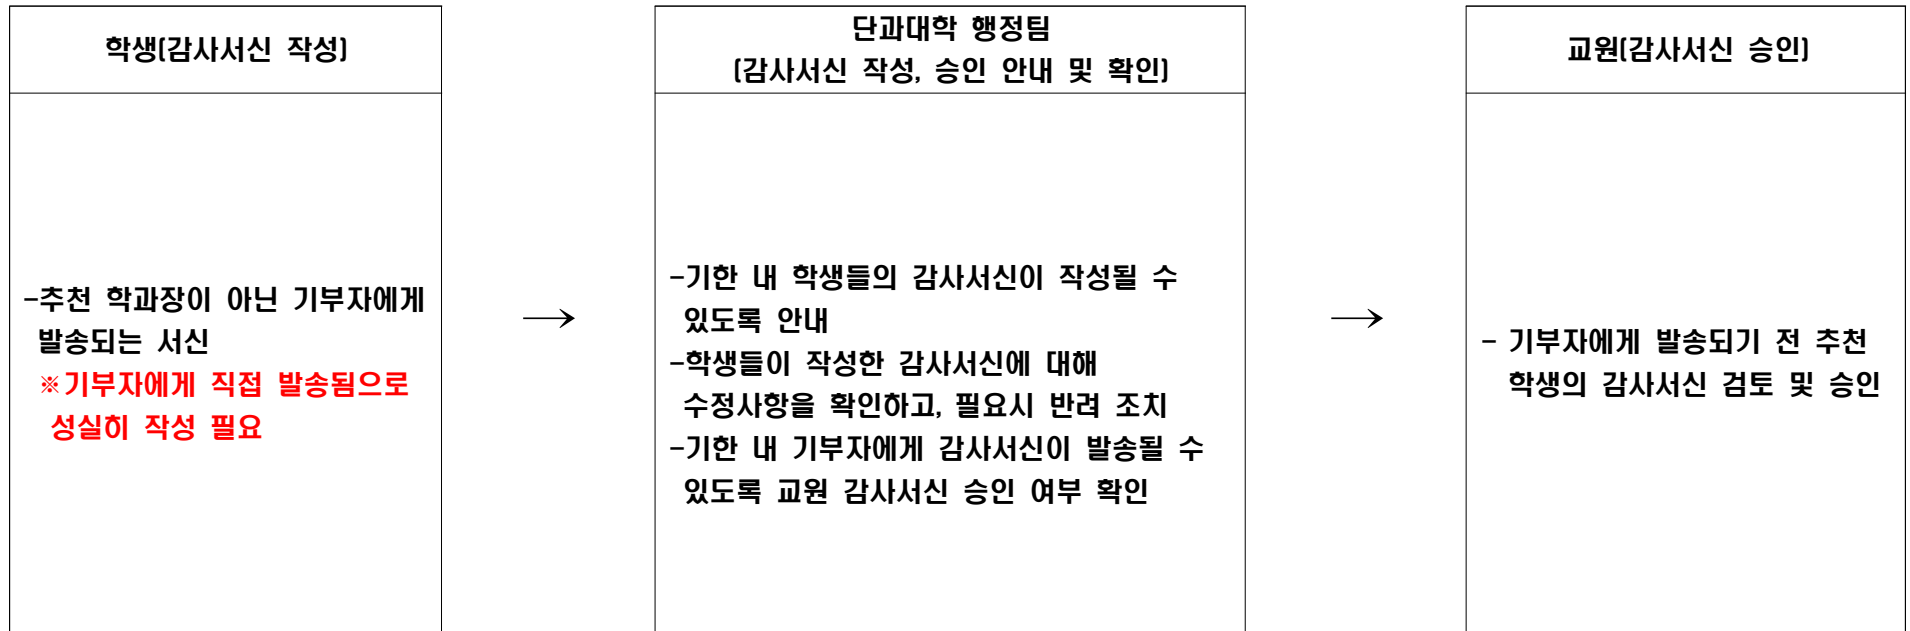 학생(감사서신 작성)
-추천 학과장이 아닌 기부자에게
발송되는 서신
※기부자에게 직접 발송됨으로
성실히 작성 필요
→
단과대학 행정팀
(감사서신 작성, 승인 안내 및 확인)
-기한 내 학생들의 감사서신이 작성될 수
있도록 안내
-학생들이 작성한 감사서신에 대해
수정사항을 확인하고, 필요시 반려 조치
-기한 내 기부자에게 감사서신이 발송될 수
있도록 교원 감사서신 승인 여부 확인
→
교원(감사서신 승인)
- 기부자에게 발송되기 전 추천
학생의 감사서신 검토 및 승인